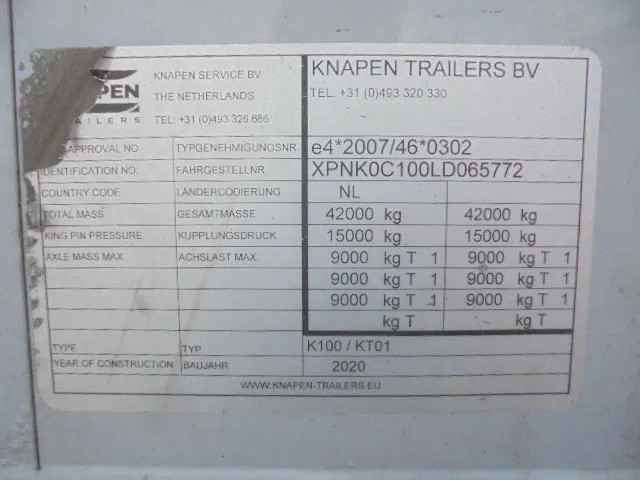 KNAPEN SERVICE BV
THE NETHERLANDS
TEL: +31 (0)493 326 666
KNAPEN TRAILERS BV
TEL. +31 (0)493 320 330
APPROVAL NO TYPGENEHMIGUNGSNR. e4*2007/46*0302
IDENTIFICATION NO. FAHRGESTELLNR. XPNK0C100LD065772
COUNTRY CODE LÄNDERCODIERUNG NL
TOTAL MASS GESAMTMASSE 42000 kg 42000 kg
KING PIN PRESSURE KUPPLUNGSDRUCK 15000 kg 15000 kg
AXLE MASS MAX. ACHSLAST MAX. 9000 kg T 1 9000 kg T 1
9000 kg T 1 9000 kg T 1
9000 kg T 1 9000 kg T 1
kg T kg T
TYPE TYP K100 / KT01
YEAR OF CONSTRUCTION BAUJAHR 2020
WWW.KNAPEN-TRAILERS.EU